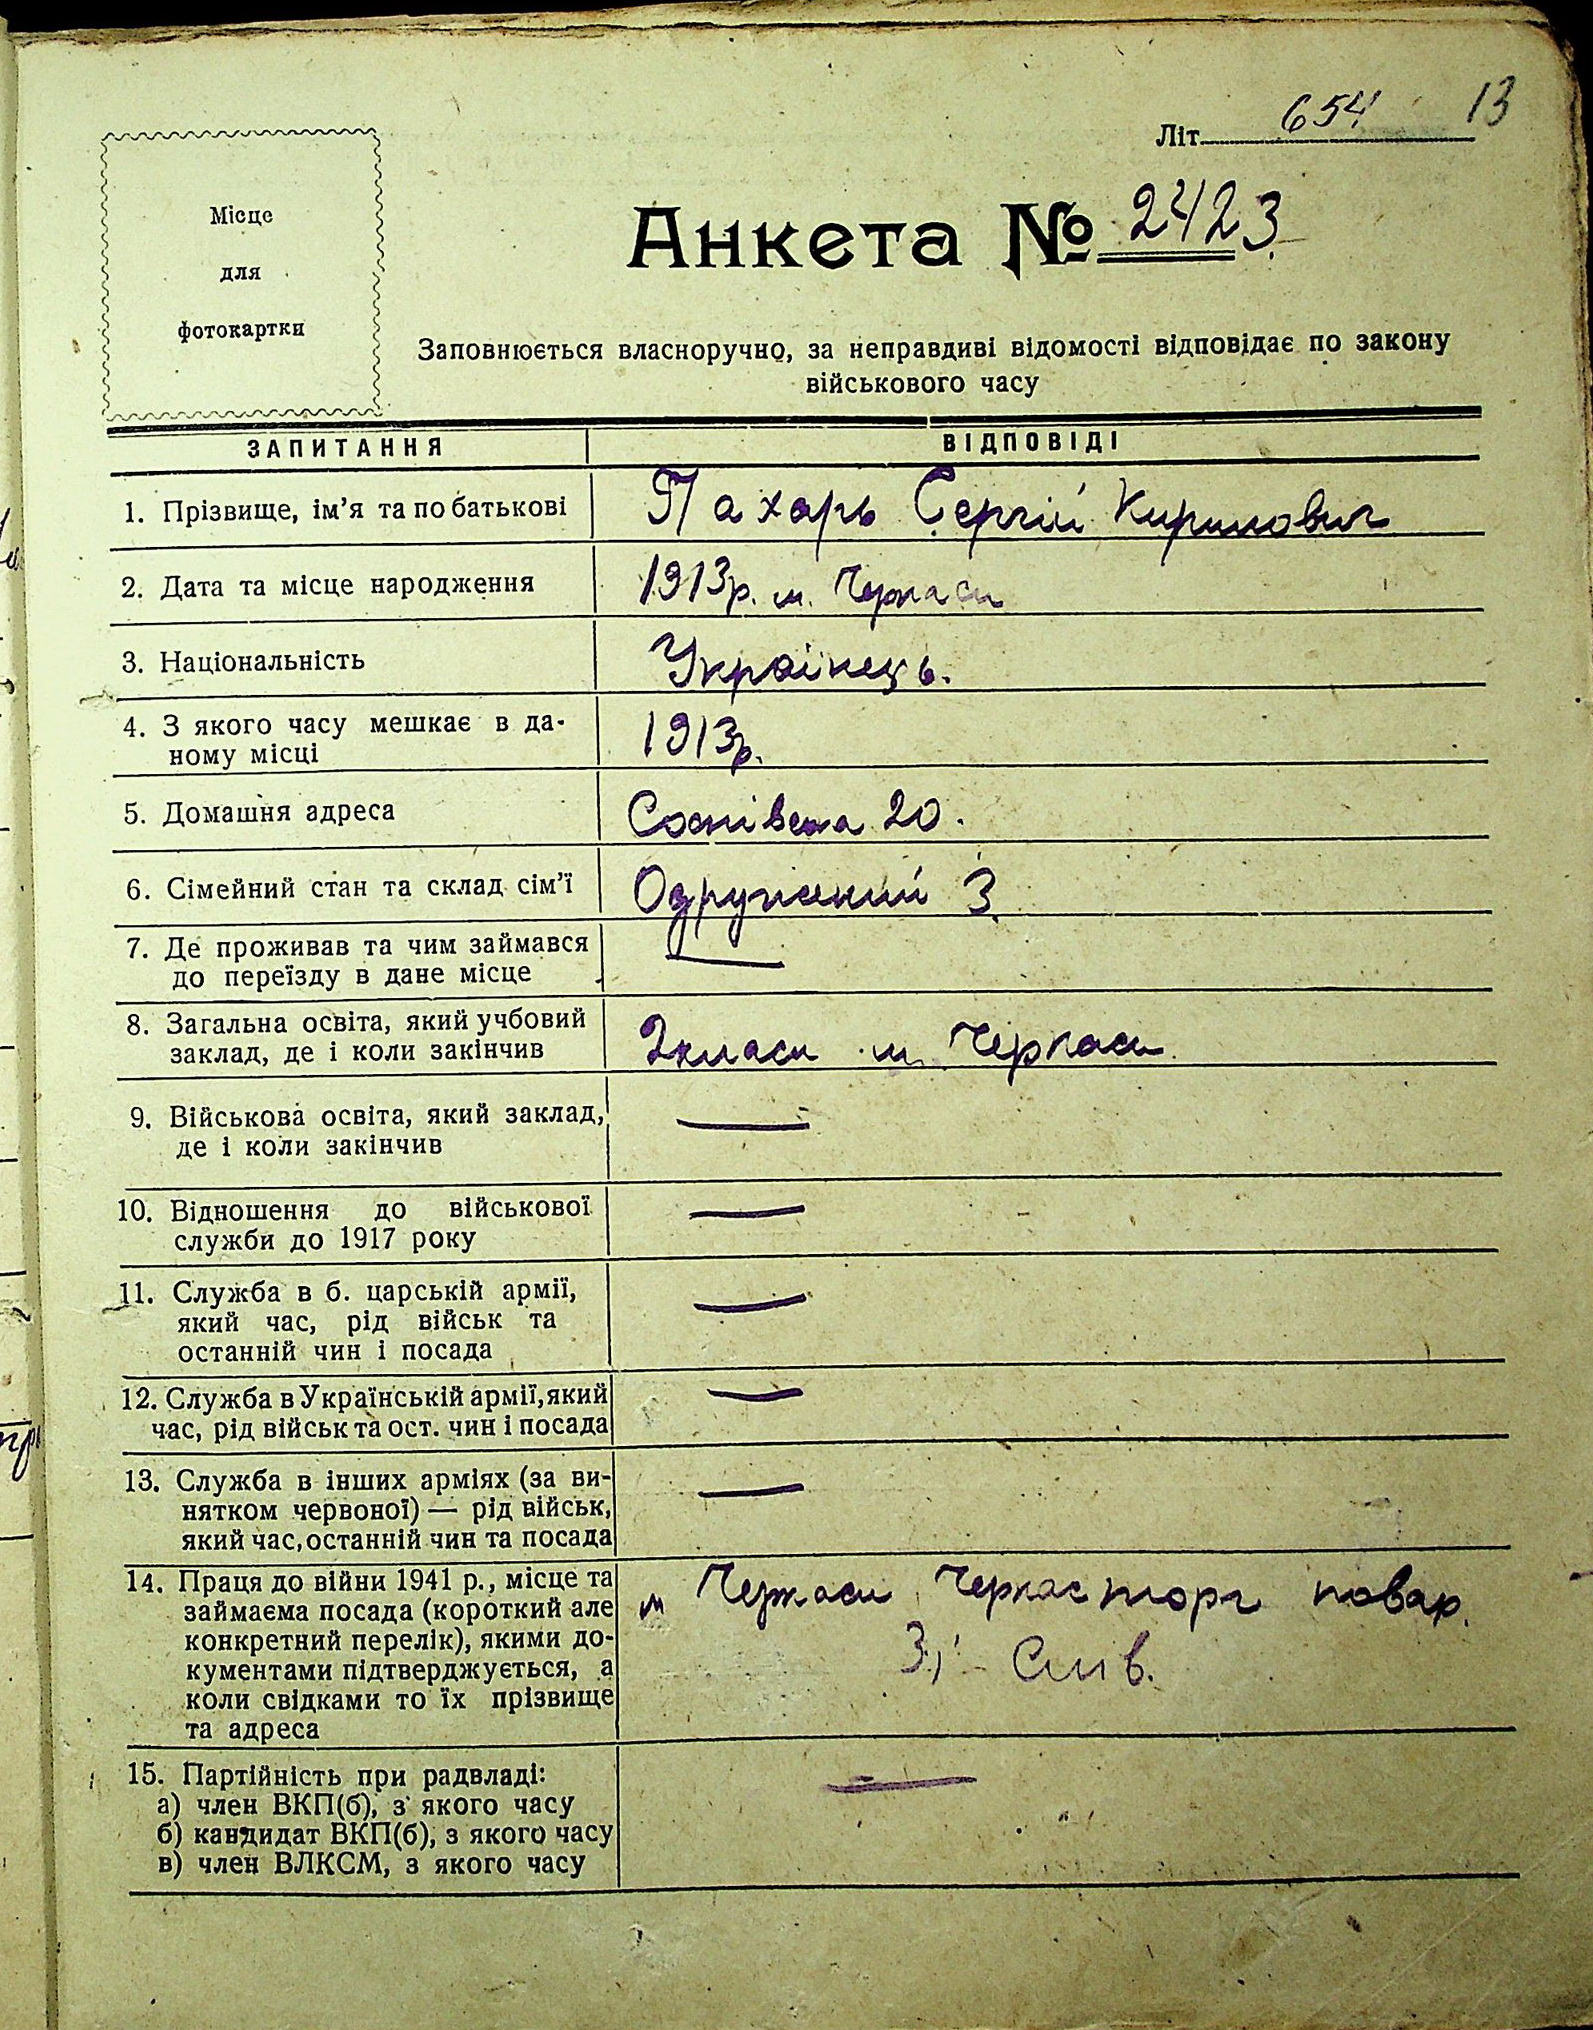 13
Літ 654
Місце
для
фотокартки
Анкета № 2423
Заповнюється власноручно, за неправдиві відомості відповідає по закону
військового часу
ЗАПИТАННЯ ВІДПОВІДІ
1. Прізвище, ім'я та по батькові Пахарь Сергій Кирилович
2. Дата та місце народження 1913р. м. Черкаси
3. Національність Українець.
4. З якого часу мешкає в да- 1913р.
ному місці
5. Домашня адреса Соснівська 20.
6. Сімейний стан та склад сім'ї Одружений 3
7. Де проживав та чим займався —
до переїзду в дане місце
8. Загальна освіта, який учбовий 2 класи м. Черкаси
заклад, де і коли закінчив
9. Військова освіта, який заклад, —
де і коли закінчив
10. Відношення до військової —
служби до 1917 року
11. Служба в б. царській армії, —
який час, рід військ та
останній чин і посада
12. Служба в Українській армії, який —
час, рід військ та ост. чин і посада
13. Служба в інших арміях (за ви- —
нятком червоної) — рід військ,
який час, останній чин та посада
14. Праця до війни 1941 р., місце та м Черкаси Черкасторг повар.
займаєма посада (короткий але
конкретний перелік), якими до-
кументами підтверджується, а
коли свідками то їх прізвище
та адреса
15. Партійність при радвладі: —
а) член ВКП(б), з якого часу
б) кандидат ВКП(б), з якого часу
в) член ВЛКСМ, з якого часу